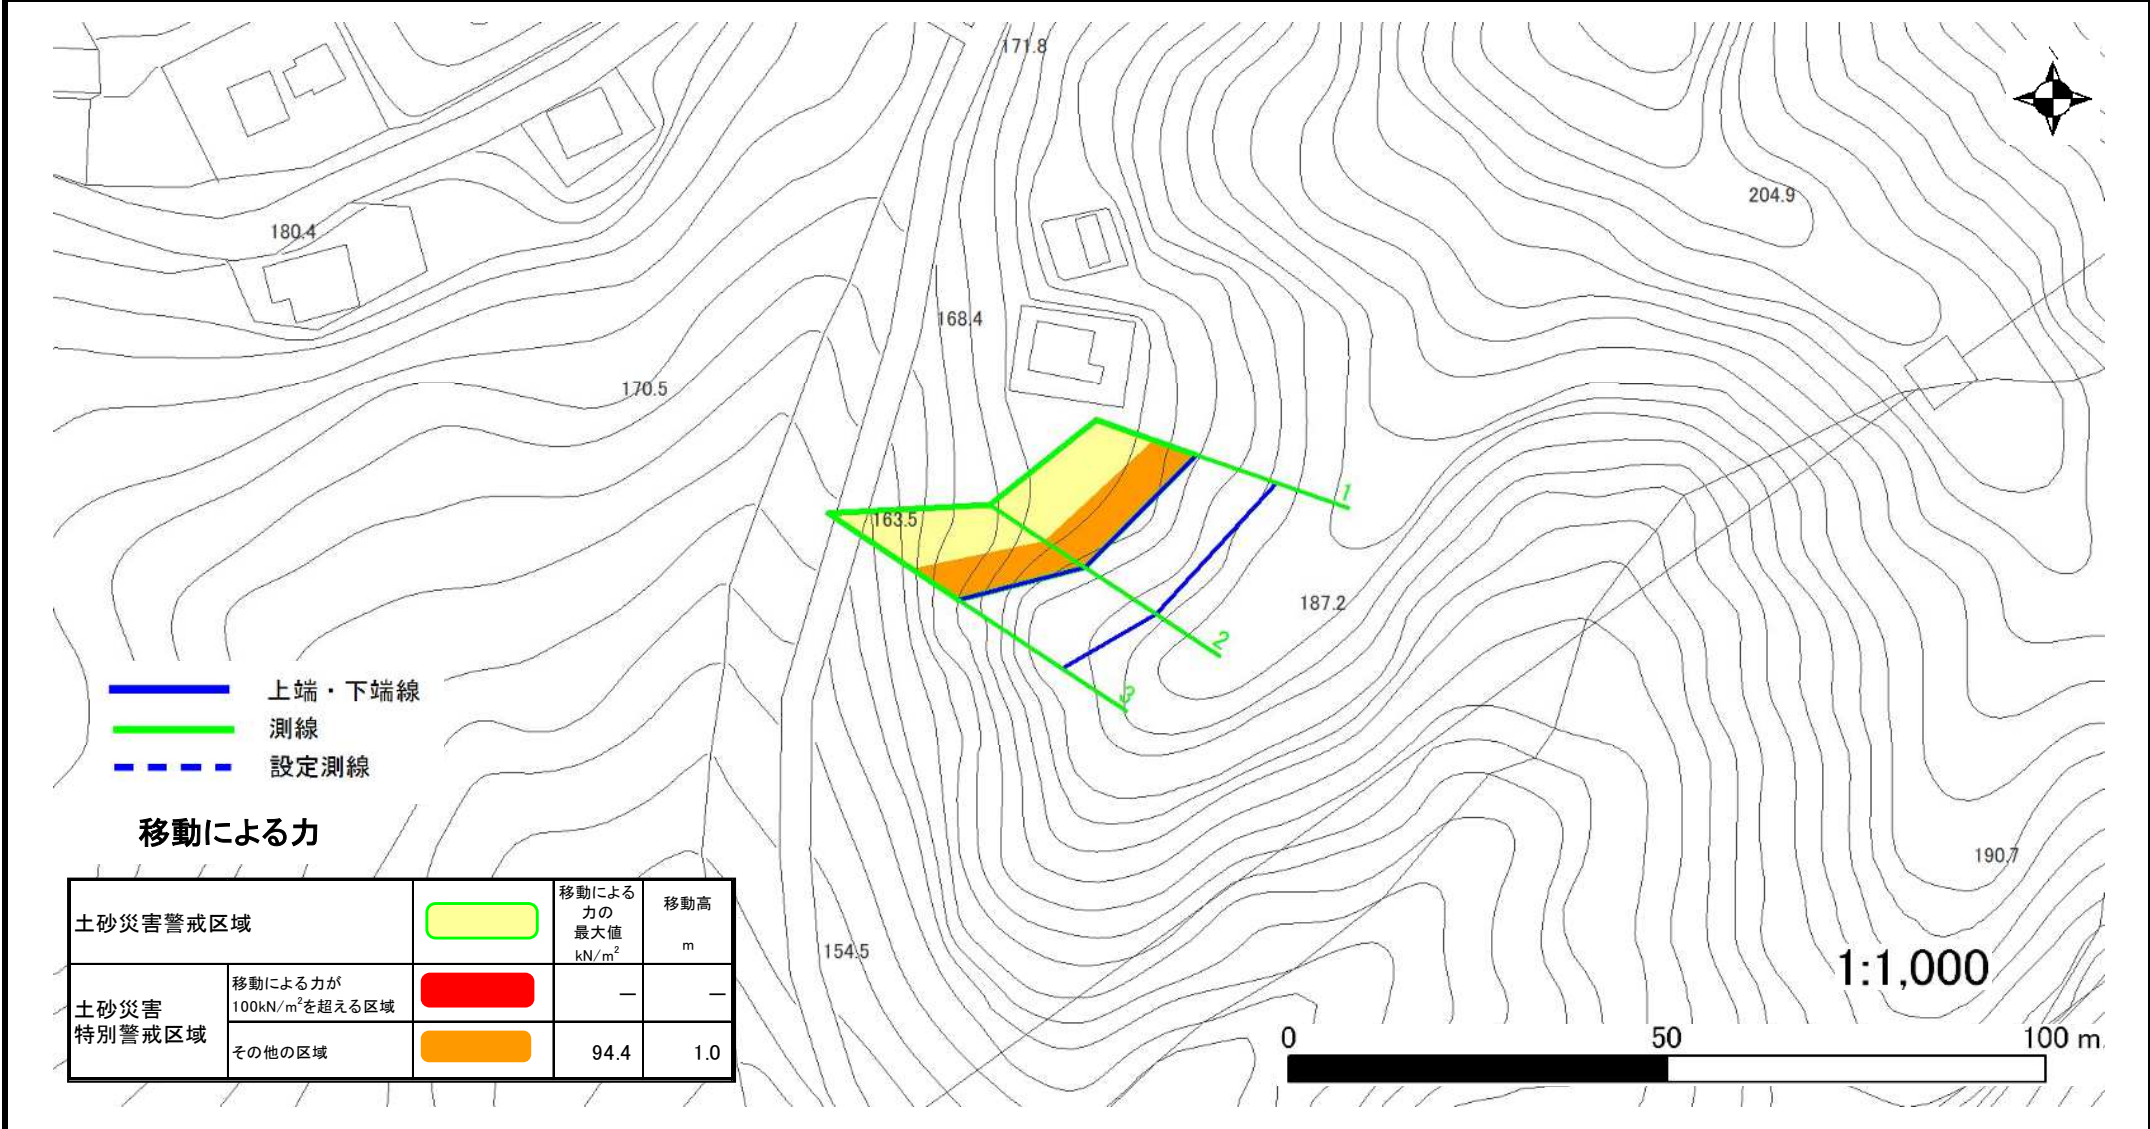 171.8
204.9
180.4
168.4
170.5
1
163.5
187.2
2
3
上端・下端線
測線
設定測線
移動による力
190.7
154.5
土砂災害警戒区域
移動による
力の
最大値
kN/m²
移動高
m
土砂災害
特別警戒区域
移動による力が
100kN/m²を超える区域
— —
その他の区域
94.4 1.0
1:1,000
0 50 100 m